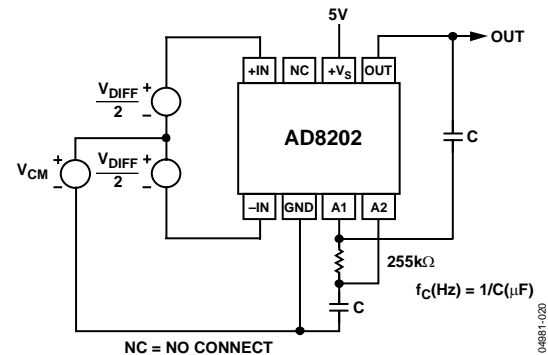 5V
OUT
+IN
NC
+VS
OUT
VDIFF
2
+
−
AD8202
VCM
+
−
VDIFF
2
+
−
C
−IN
GND
A1
A2
255kΩ
fC(Hz) = 1/C(µF)
C
NC = NO CONNECT
04981-020